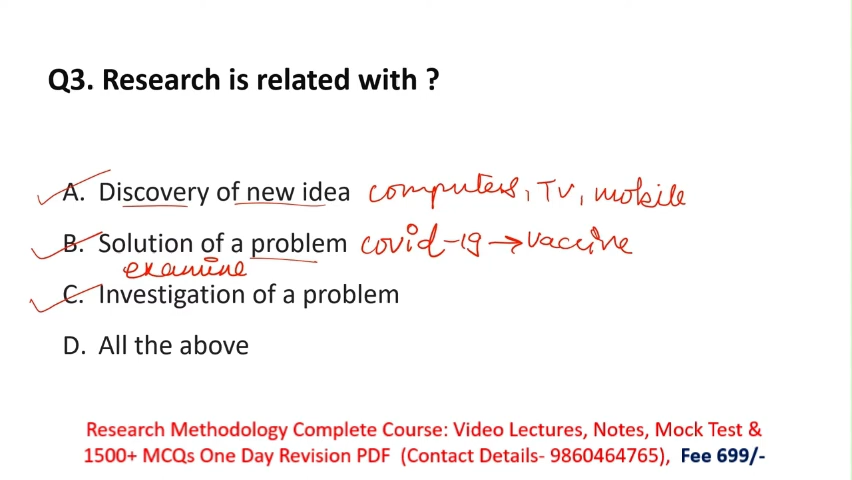 Q3. Research is related with ?
A. Discovery of new idea computers, TV, mobile
B. Solution of a problem covid-19 → vaccine
examine
C. Investigation of a problem
D. All the above
Research Methodology Complete Course: Video Lectures, Notes, Mock Test &
1500+ MCQs One Day Revision PDF (Contact Details- 9860464765), Fee 699/-